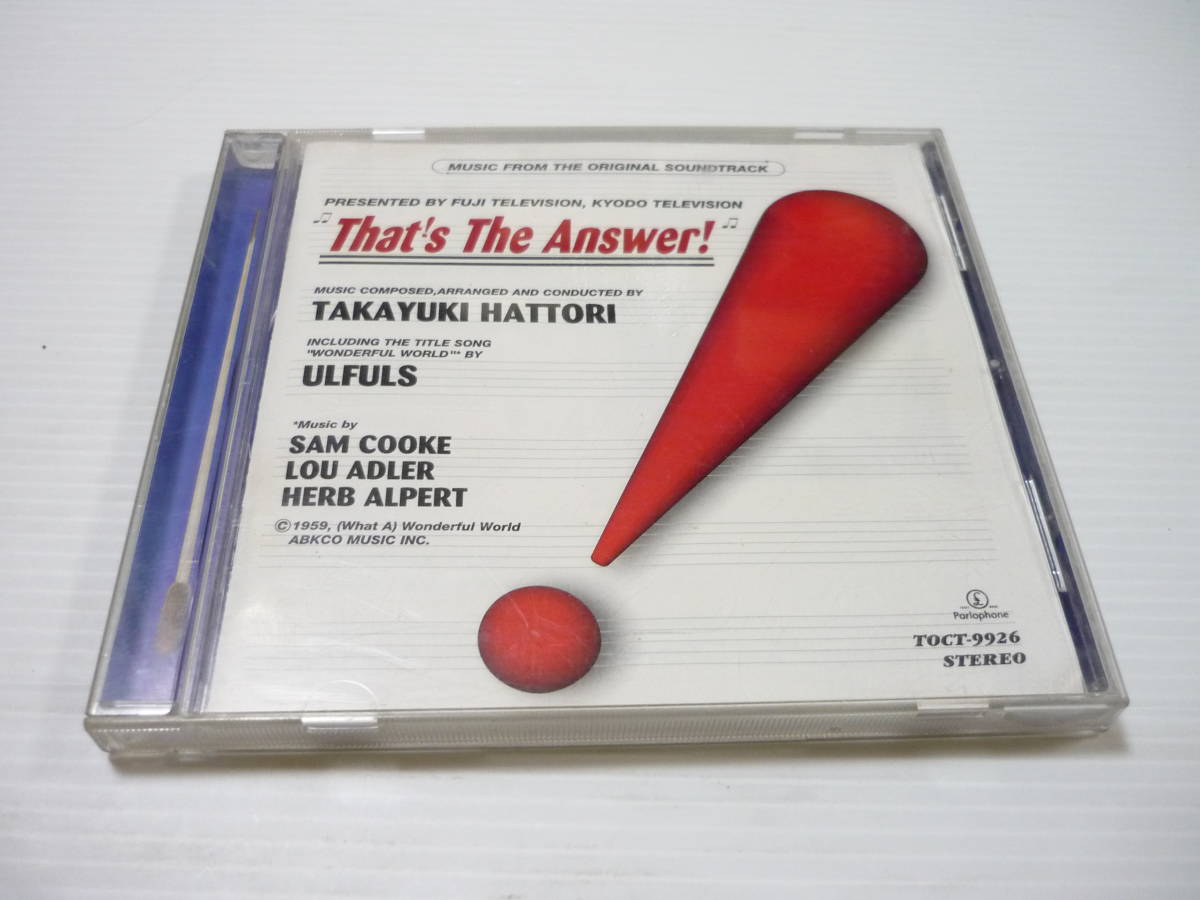 MUSIC FROM THE ORIGINAL SOUNDTRACK
PRESENTED BY FUJI TELEVISION, KYODO TELEVISION
♫ That's The Answer! ♫
MUSIC COMPOSED,ARRANGED AND CONDUCTED BY
TAKAYUKI HATTORI
INCLUDING THE TITLE SONG
"WONDERFUL WORLD"* BY
ULFULS
*Music by
SAM COOKE
LOU ADLER
HERB ALPERT
©1959, (What A) Wonderful World
ABKCO MUSIC INC.
Parlophone
TOCT-9926
STEREO